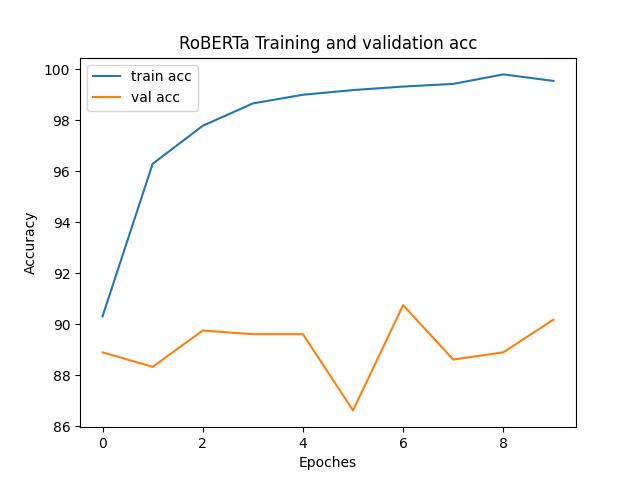 RoBERTa Training and validation acc
train acc
val acc
100
98
96
94
92
90
88
86
Accuracy
0 2 4 6 8
Epoches